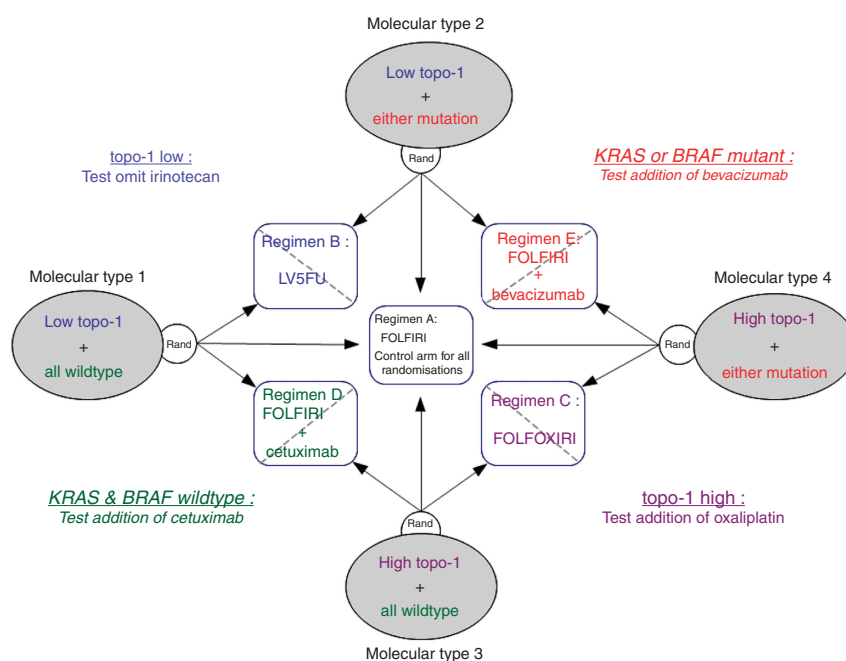 Molecular type 2
Low topo-1
+
either mutation
Rand
topo-1 low :
Test omit irinotecan
KRAS or BRAF mutant :
Test addition of bevacizumab
Regimen B :
LV5FU
Regimen E:
FOLFIRI
+
bevacizumab
Molecular type 1
Low topo-1
+
all wildtype
Rand
Regimen A:
FOLFIRI
Control arm for all
randomisations
Molecular type 4
High topo-1
+
either mutation
Rand
Regimen D
FOLFIRI
+
cetuximab
Regimen C :
FOLFOXIRI
KRAS & BRAF wildtype :
Test addition of cetuximab
topo-1 high :
Test addition of oxaliplatin
Rand
High topo-1
+
all wildtype
Molecular type 3